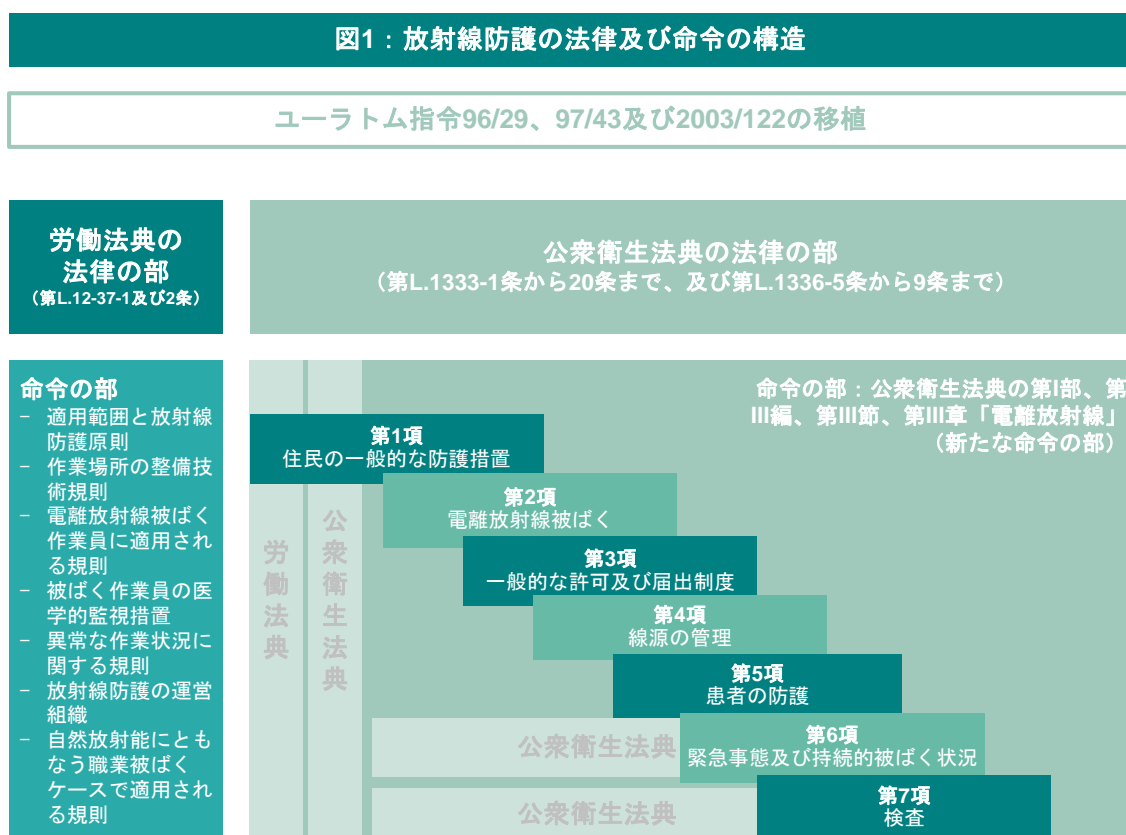 図1：放射線防護の法律及び命令の構造
ユーラトム指令96/29、97/43及び2003/122の移植
労働法典の
法律の部
（第L.12-37-1及び2条）
公衆衛生法典の法律の部
（第L.1333-1条から20条まで、及び第L.1336-5条から9条まで）
命令の部
– 適用範囲と放射線
防護原則
– 作業場所の整備技
術規則
– 電離放射線被ばく
作業員に適用され
る規則
– 被ばく作業員の医
学的監視措置
– 異常な作業状況に
関する規則
– 放射線防護の運営
組織
– 自然放射能にとも
なう職業被ばく
ケースで適用され
る規則
命令の部：公衆衛生法典の第I部、第
III編、第III節、第III章「電離放射線」
（新たな命令の部）
労働法典
公衆衛生法典
第1項
住民の一般的な防護措置
第2項
電離放射線被ばく
第3項
一般的な許可及び届出制度
第4項
線源の管理
第5項
患者の防護
公衆衛生法典
第6項
緊急事態及び持続的被ばく状況
公衆衛生法典
第7項
検査